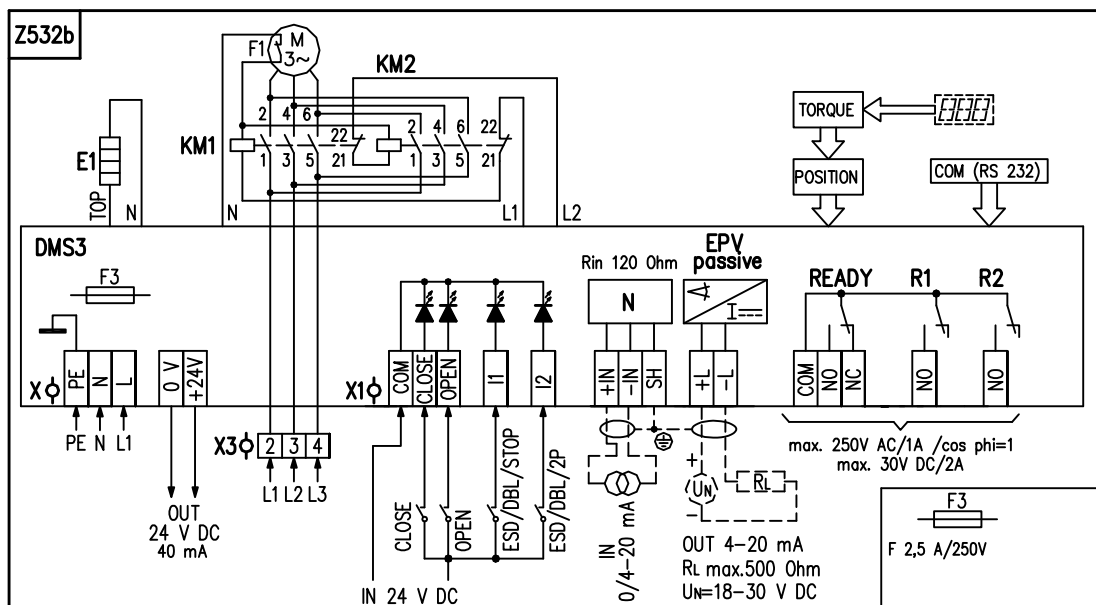 Z532b
M
3~
F1
KM2
2 4 6
22
2 4 6
22
KM1
1 3 5
21
1 3 5
21
E1
TOP
N
N
L1
L2
TORQUE
POSITION
COM (RS 232)
DMS3
F3
Rin 120 Ohm
N
EPV
passive
I
READY
R1
R2
X
PE
N
L
0 V
+24V
X1
COM
CLOSE
OPEN
I1
I2
+IN
-IN
SH
+L
-L
COM
NO
NC
NO
NO
PE N L1
X3
2 3 4
L1 L2 L3
OUT
24 V DC
40 mA
CLOSE
OPEN
ESD/DBL/STOP
ESD/DBL/2P
IN 24 V DC
IN
0/4-20 mA
+
UN
-
RL
OUT 4-20 mA
RL max.500 Ohm
UN=18-30 V DC
max. 250V AC/1A /cos phi=1
max. 30V DC/2A
F3
F 2,5 A/250V